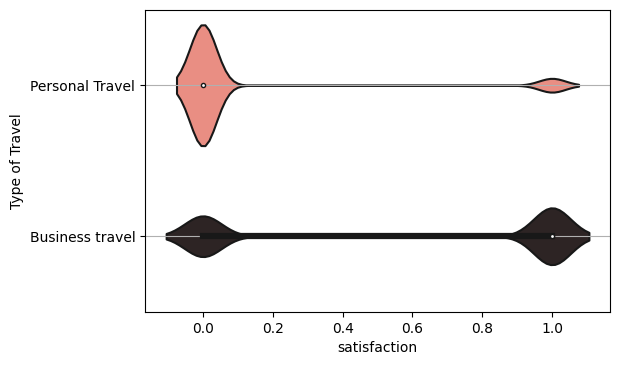 Type of Travel
Personal Travel
Business travel
0.0 0.2 0.4 0.6 0.8 1.0
satisfaction